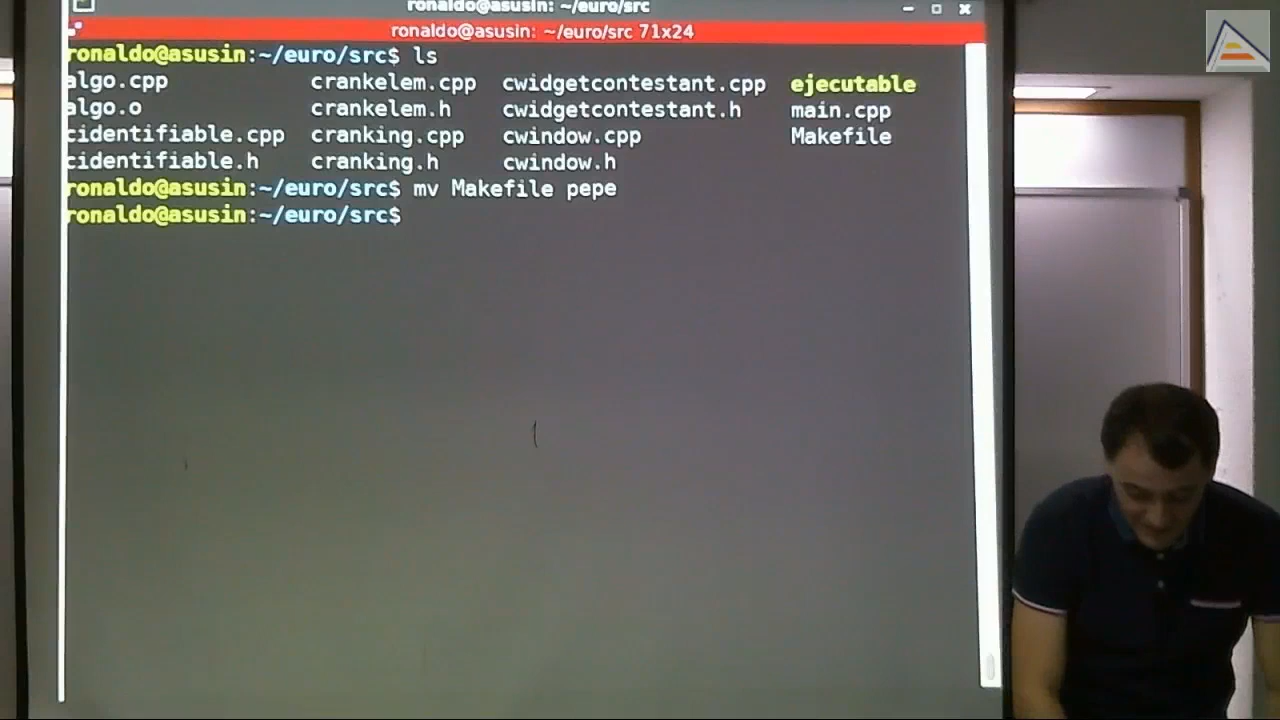 ronaldo@asusin: ~/euro/src
ronaldo@asusin: ~/euro/src 71x24
ronaldo@asusin:~/euro/src$ ls
algo.cpp crankelem.cpp cwidgetcontestant.cpp ejecutable
algo.o crankelem.h cwidgetcontestant.h main.cpp
cidentifiable.cpp cranking.cpp cwindow.cpp Makefile
cidentifiable.h cranking.h cwindow.h
ronaldo@asusin:~/euro/src$ mv Makefile pepe
ronaldo@asusin:~/euro/src$